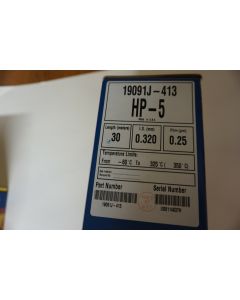 19091J-413
HP-5
Length (meters) I.D. (mm) Film (μm)
30 0.320 0.25
Temperature Limits:
From -60°C To 325°C ( 350°C)
Part Number Serial Number
19091J-413